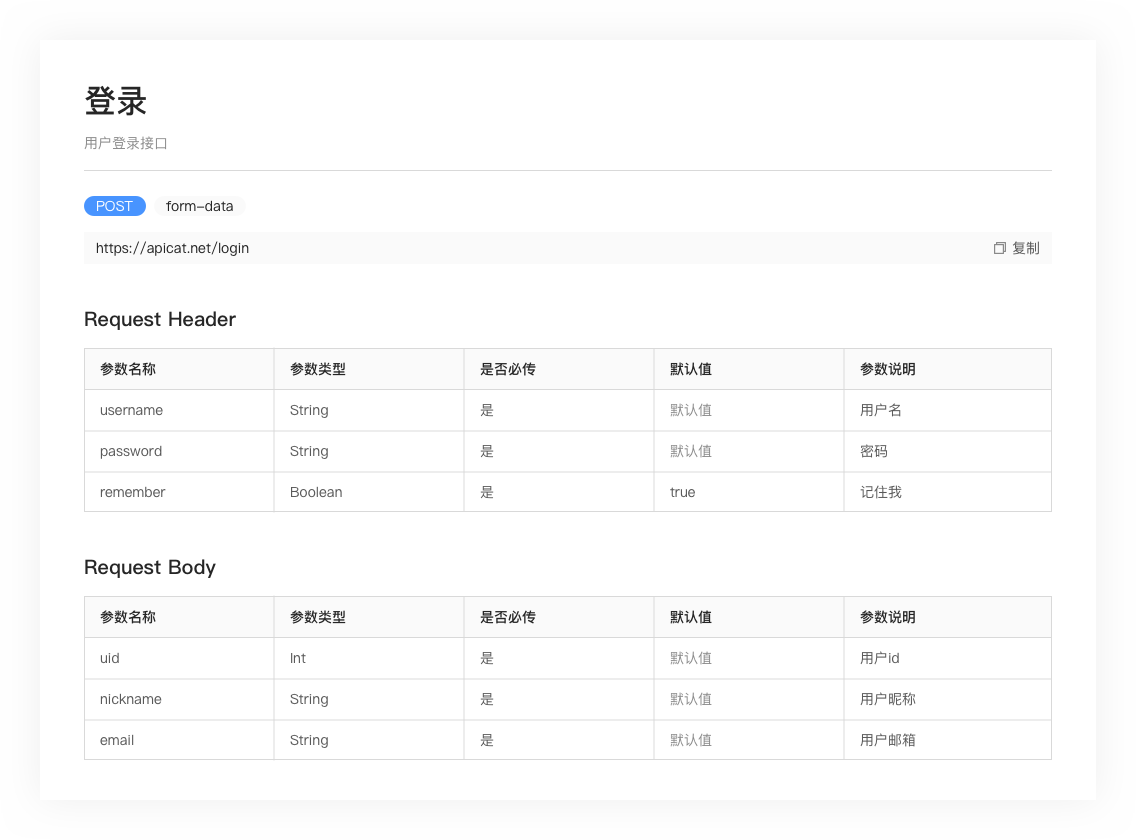 登录
用户登录接口
POST form-data
https://apicat.net/login 复制
Request Header
参数名称 参数类型 是否必传 默认值 参数说明
username String 是 默认值 用户名
password String 是 默认值 密码
remember Boolean 是 true 记住我
Request Body
参数名称 参数类型 是否必传 默认值 参数说明
uid Int 是 默认值 用户id
nickname String 是 默认值 用户昵称
email String 是 默认值 用户邮箱